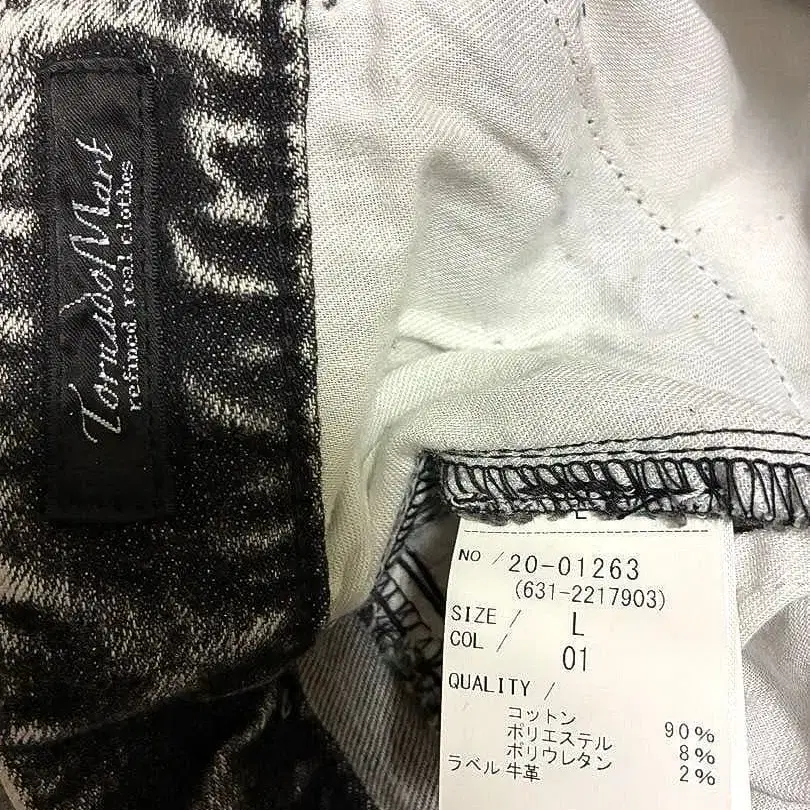 TornadoMart
refined real clothes
L
NO / 20-01263
(631-2217903)
SIZE / L
COL / 01
QUALITY /
コットン 90%
ポリエステル 8%
ポリウレタン 2%
ラベル 牛革